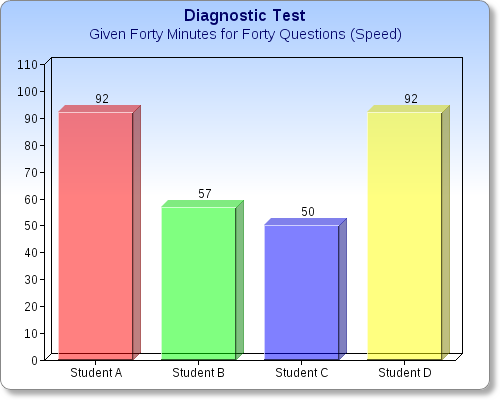 Diagnostic Test
Given Forty Minutes for Forty Questions (Speed)
110
100
90
80
70
60
50
40
30
20
10
0
92
57
50
92
Student A
Student B
Student C
Student D